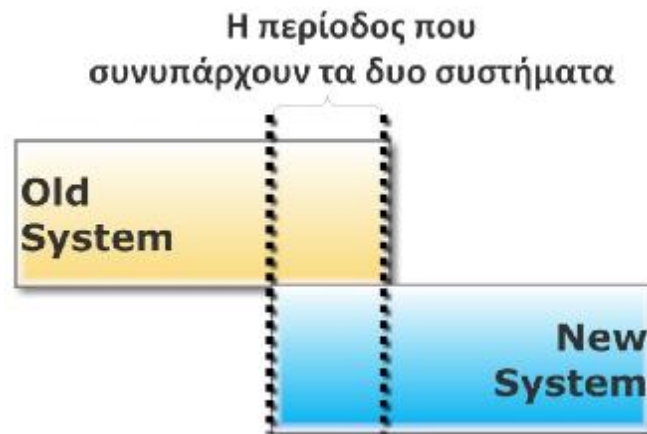 Η περίοδος που
συνυπάρχουν τα δυο συστήματα
Old
System
New
System